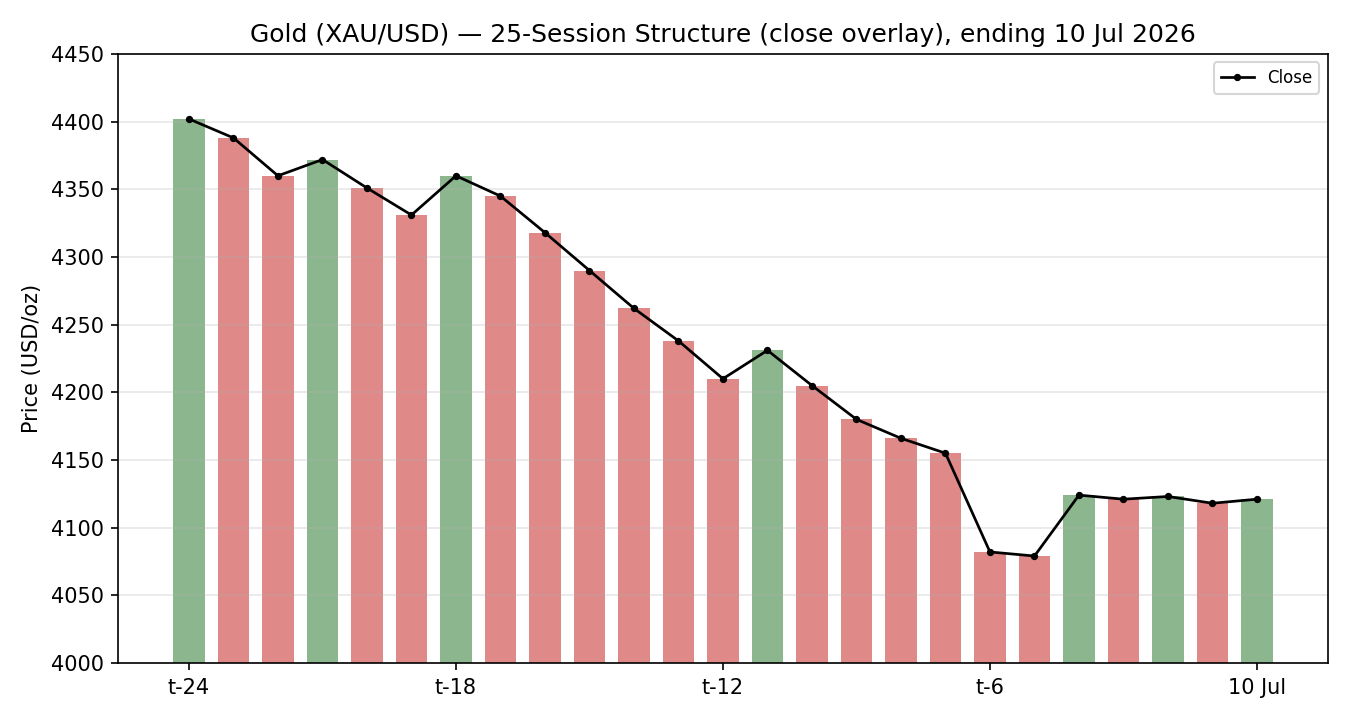 Gold (XAU/USD) — 25-Session Structure (close overlay), ending 10 Jul 2026
Close
Price (USD/oz)
4450
4400
4350
4300
4250
4200
4150
4100
4050
4000
t-24
t-18
t-12
t-6
10 Jul